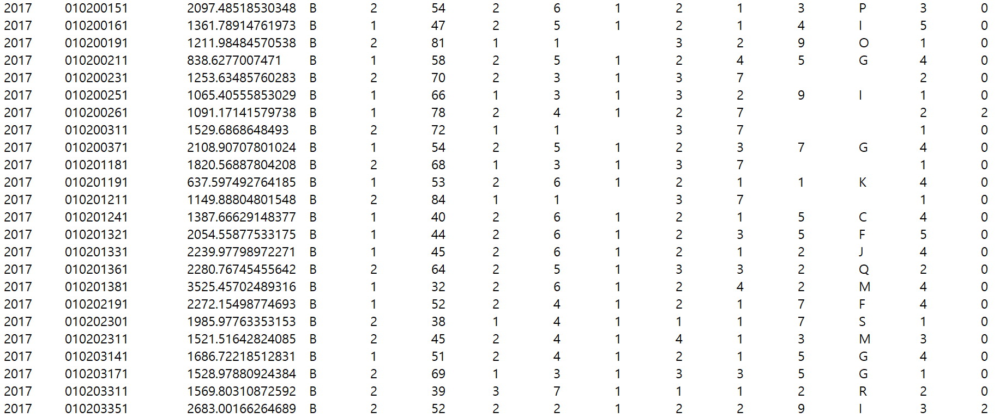 2017 010200151 2097.48518530348 B 2 54 2 6 1 2 1 3 P 3 0
2017 010200161 1361.78914761973 B 1 47 2 5 1 2 1 4 I 5 0
2017 010200191 1211.98484570538 B 2 81 1 1 3 2 9 O 1 0
2017 010200211 838.6277007471 B 1 58 2 5 1 2 4 5 G 4 0
2017 010200231 1253.63485760283 B 2 70 2 3 1 3 7 2 0
2017 010200251 1065.40555853029 B 1 66 1 3 1 3 2 9 I 1 0
2017 010200261 1091.17141579738 B 1 78 2 4 1 2 7 2 2
2017 010200311 1529.6868648493 B 2 72 1 1 3 7 1 0
2017 010200371 2108.90707801024 B 1 54 2 5 1 2 3 7 G 4 0
2017 010201181 1820.56887804208 B 2 68 1 3 1 3 7 1 0
2017 010201191 637.597492764185 B 1 53 2 6 1 2 1 1 K 4 0
2017 010201211 1149.88804801548 B 2 84 1 1 3 7 1 0
2017 010201241 1387.66629148377 B 1 40 2 6 1 2 1 5 C 4 0
2017 010201321 2054.55877533175 B 1 44 2 6 1 2 3 5 F 5 0
2017 010201331 2239.97798972271 B 1 45 2 6 1 2 1 2 J 4 0
2017 010201361 2280.76745455642 B 2 64 2 5 1 3 3 2 Q 2 0
2017 010201381 3525.45702489316 B 1 32 2 6 1 2 4 2 M 4 0
2017 010202191 2272.15498774693 B 1 52 2 4 1 2 1 7 F 4 0
2017 010202301 1985.97763353153 B 2 38 1 4 1 1 1 7 S 1 0
2017 010202311 1521.51642824085 B 2 45 2 4 1 4 1 3 M 3 0
2017 010203141 1686.72218512831 B 1 51 2 4 1 2 1 5 G 4 0
2017 010203171 1528.97880924384 B 2 69 1 3 1 3 3 5 G 1 0
2017 010203311 1569.80310872592 B 2 39 3 7 1 1 1 2 R 2 0
2017 010203351 2683.00166264689 B 2 52 2 2 1 2 2 9 I 3 2